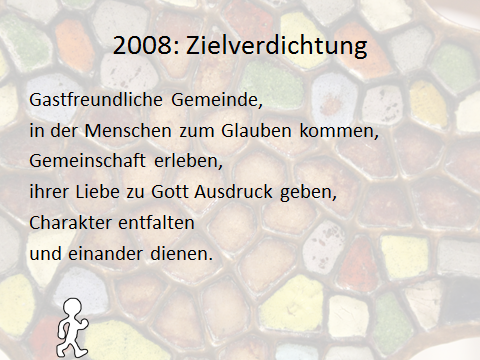 2008: Zielverdichtung
Gastfreundliche Gemeinde,
in der Menschen zum Glauben kommen,
Gemeinschaft erleben,
ihrer Liebe zu Gott Ausdruck geben,
Charakter entfalten
und einander dienen.